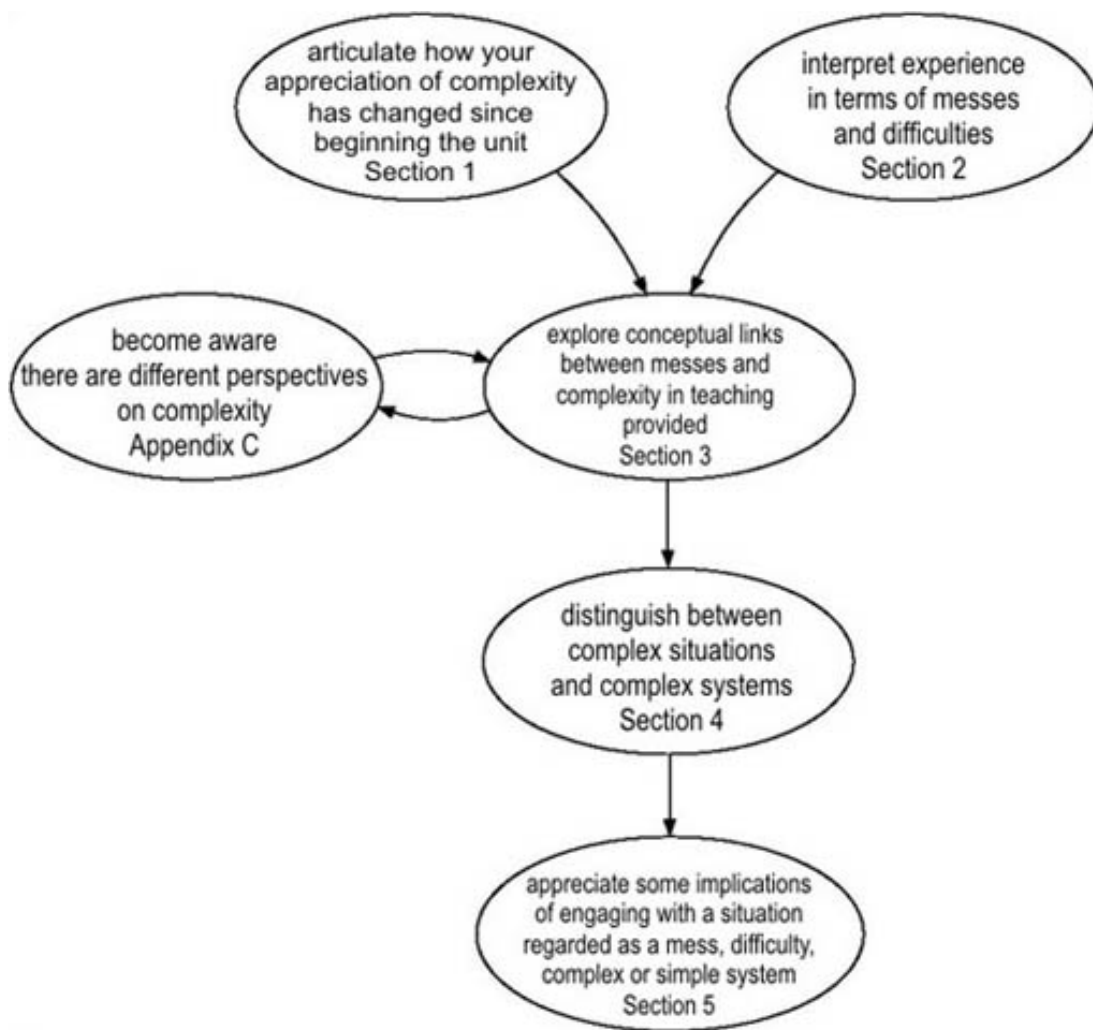 articulate how your
appreciation of complexity
has changed since
beginning the unit
Section 1
interpret experience
in terms of messes
and difficulties
Section 2
become aware
there are different perspectives
on complexity
Appendix C
explore conceptual links
between messes and
complexity in teaching
provided
Section 3
distinguish between
complex situations
and complex systems
Section 4
appreciate some implications
of engaging with a situation
regarded as a mess, difficulty,
complex or simple system
Section 5